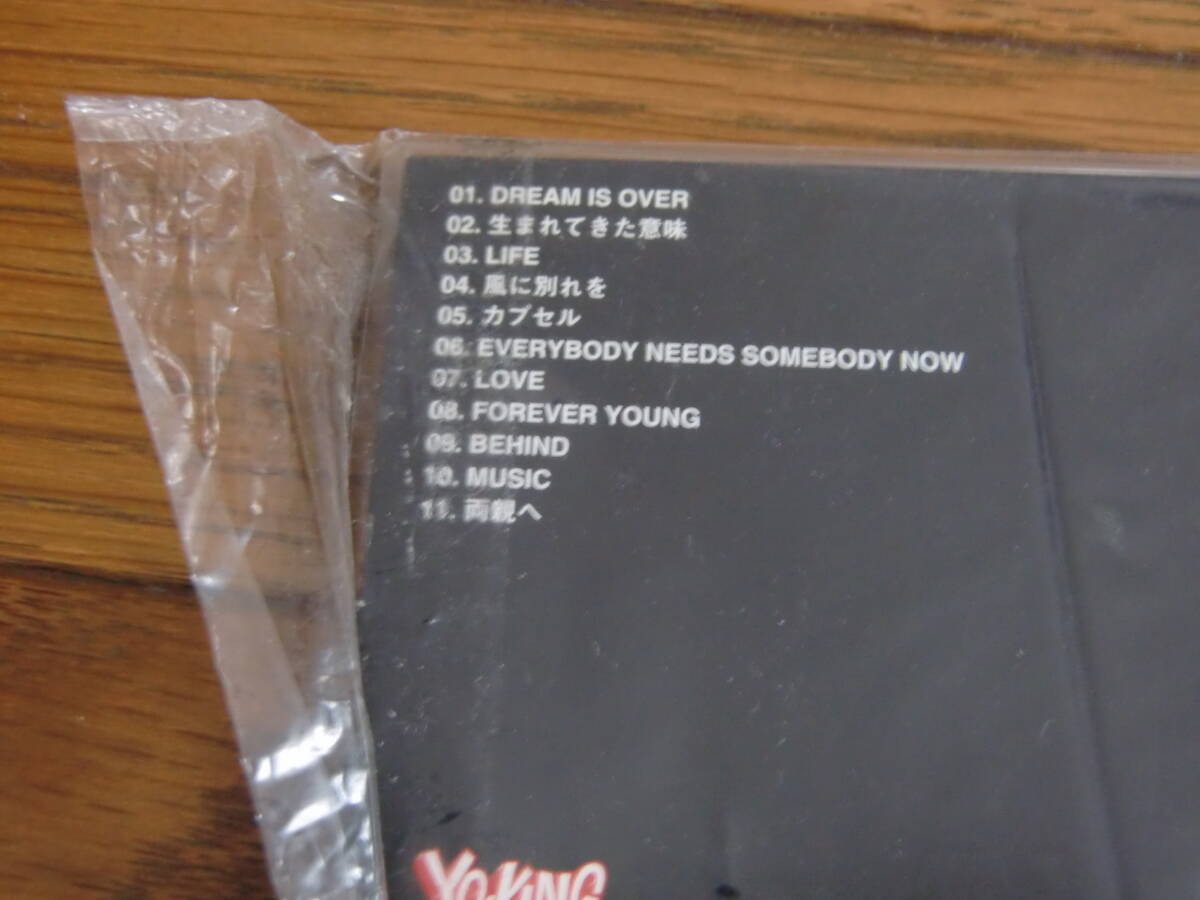 01. DREAM IS OVER
02. 生まれてきた意味
03. LIFE
04. 風に別れを
05. カプセル
06. EVERYBODY NEEDS SOMEBODY NOW
07. LOVE
08. FOREVER YOUNG
09. BEHIND
10. MUSIC
11. 両親へ
YO-KING